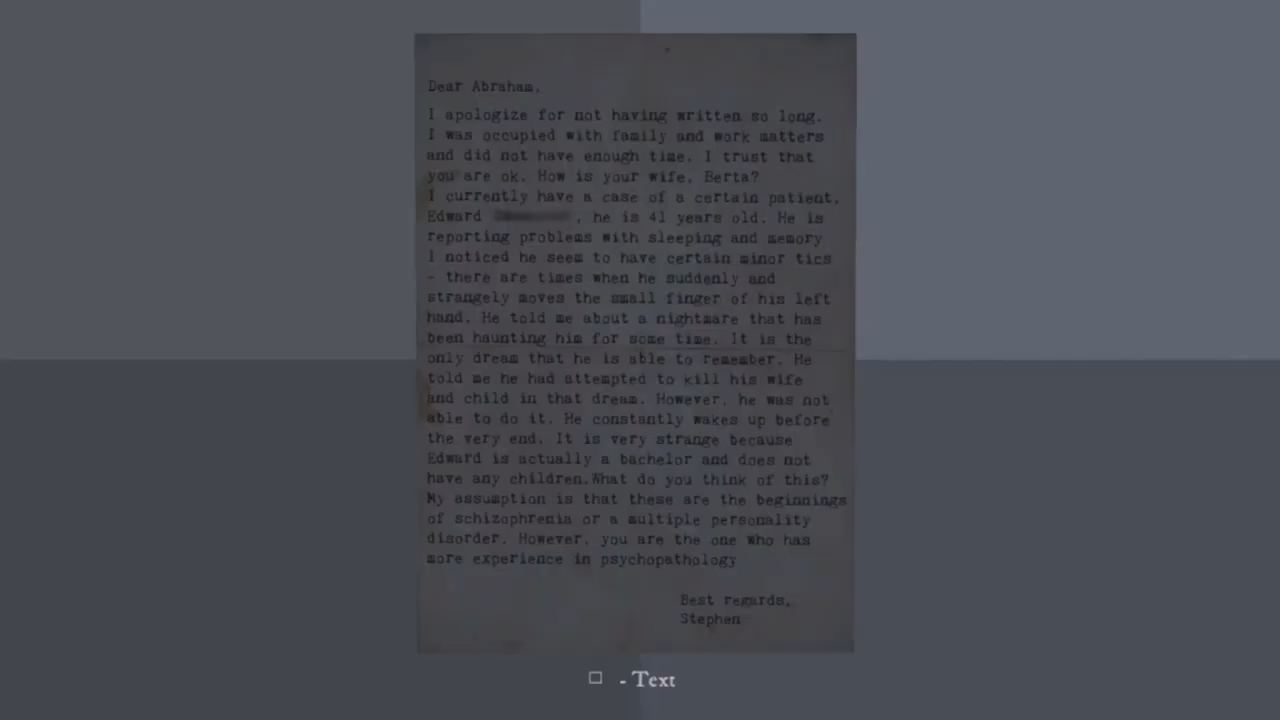 Dear Abraham,
I apologize for not having written so long.
I was occupied with family and work matters
and did not have enough time. I trust that
you are ok. How is your wife, Berta?
I currently have a case of a certain patient,
Edward , he is 41 years old. He is
reporting problems with sleeping and memory
I noticed he seem to have certain minor tics
- there are times when he suddenly and
strangely moves the small finger of his left
hand. He told me about a nightmare that has
been haunting him for some time. It is the
only dream that he is able to remember. He
told me he had attempted to kill his wife
and child in that dream. However, he was not
able to do it. He constantly wakes up before
the very end. It is very strange because
Edward is actually a bachelor and does not
have any children.What do you think of this?
My assumption is that these are the beginnings
of schizophrenia or a multiple personality
disorder. However, you are the one who has
more experience in psychopathology
Best regards,
Stephen
□ - Text